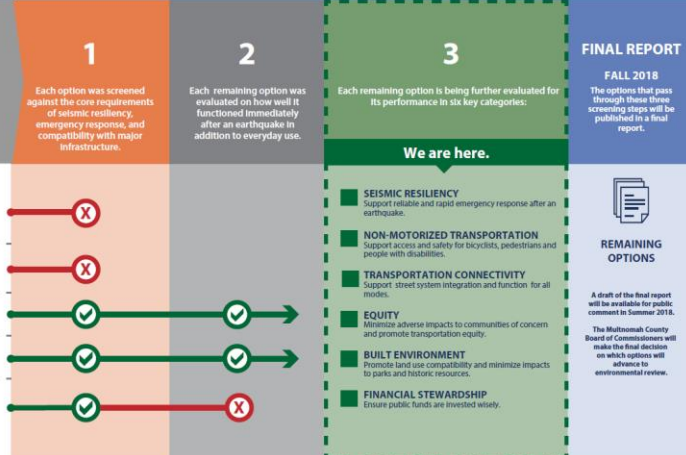 1
Each option was screened
against the core requirements
of seismic resiliency,
emergency response, and
compatibility with major
infrastructure.
2
Each remaining option was
evaluated on how well it
functioned immediately
after an earthquake in
addition to everyday use.
3
Each remaining option is being further evaluated for
its performance in six key categories:
We are here.
SEISMIC RESILIENCY
Support reliable and rapid emergency response after an
earthquake.
NON-MOTORIZED TRANSPORTATION
Support access and safety for bicyclists, pedestrians and
people with disabilities.
TRANSPORTATION CONNECTIVITY
Support street system integration and function for all
modes.
EQUITY
Minimize adverse impacts to communities of concern
and promote transportation equity.
BUILT ENVIRONMENT
Promote land use compatibility and minimize impacts
to parks and historic resources.
FINANCIAL STEWARDSHIP
Ensure public funds are invested wisely.
FINAL REPORT
FALL 2018
The options that pass
through these three
screening steps will be
published in a final
report.
REMAINING
OPTIONS
A draft of the final report
will be available for public
comment in Summer 2018.
The Multnomah County
Board of Commissioners will
make the final decision
on which options will
advance to
environmental review.
X
X
X